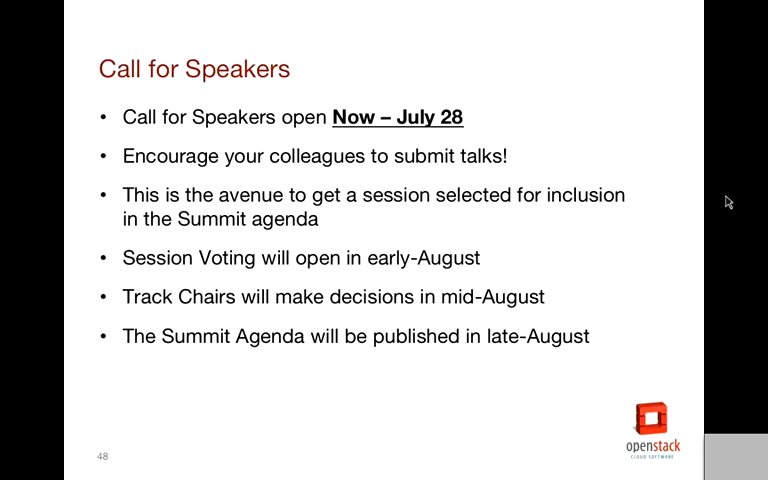 Call for Speakers
• Call for Speakers open Now – July 28
• Encourage your colleagues to submit talks!
• This is the avenue to get a session selected for inclusion
in the Summit agenda
• Session Voting will open in early-August
• Track Chairs will make decisions in mid-August
• The Summit Agenda will be published in late-August
openstack
CLOUD SOFTWARE
48